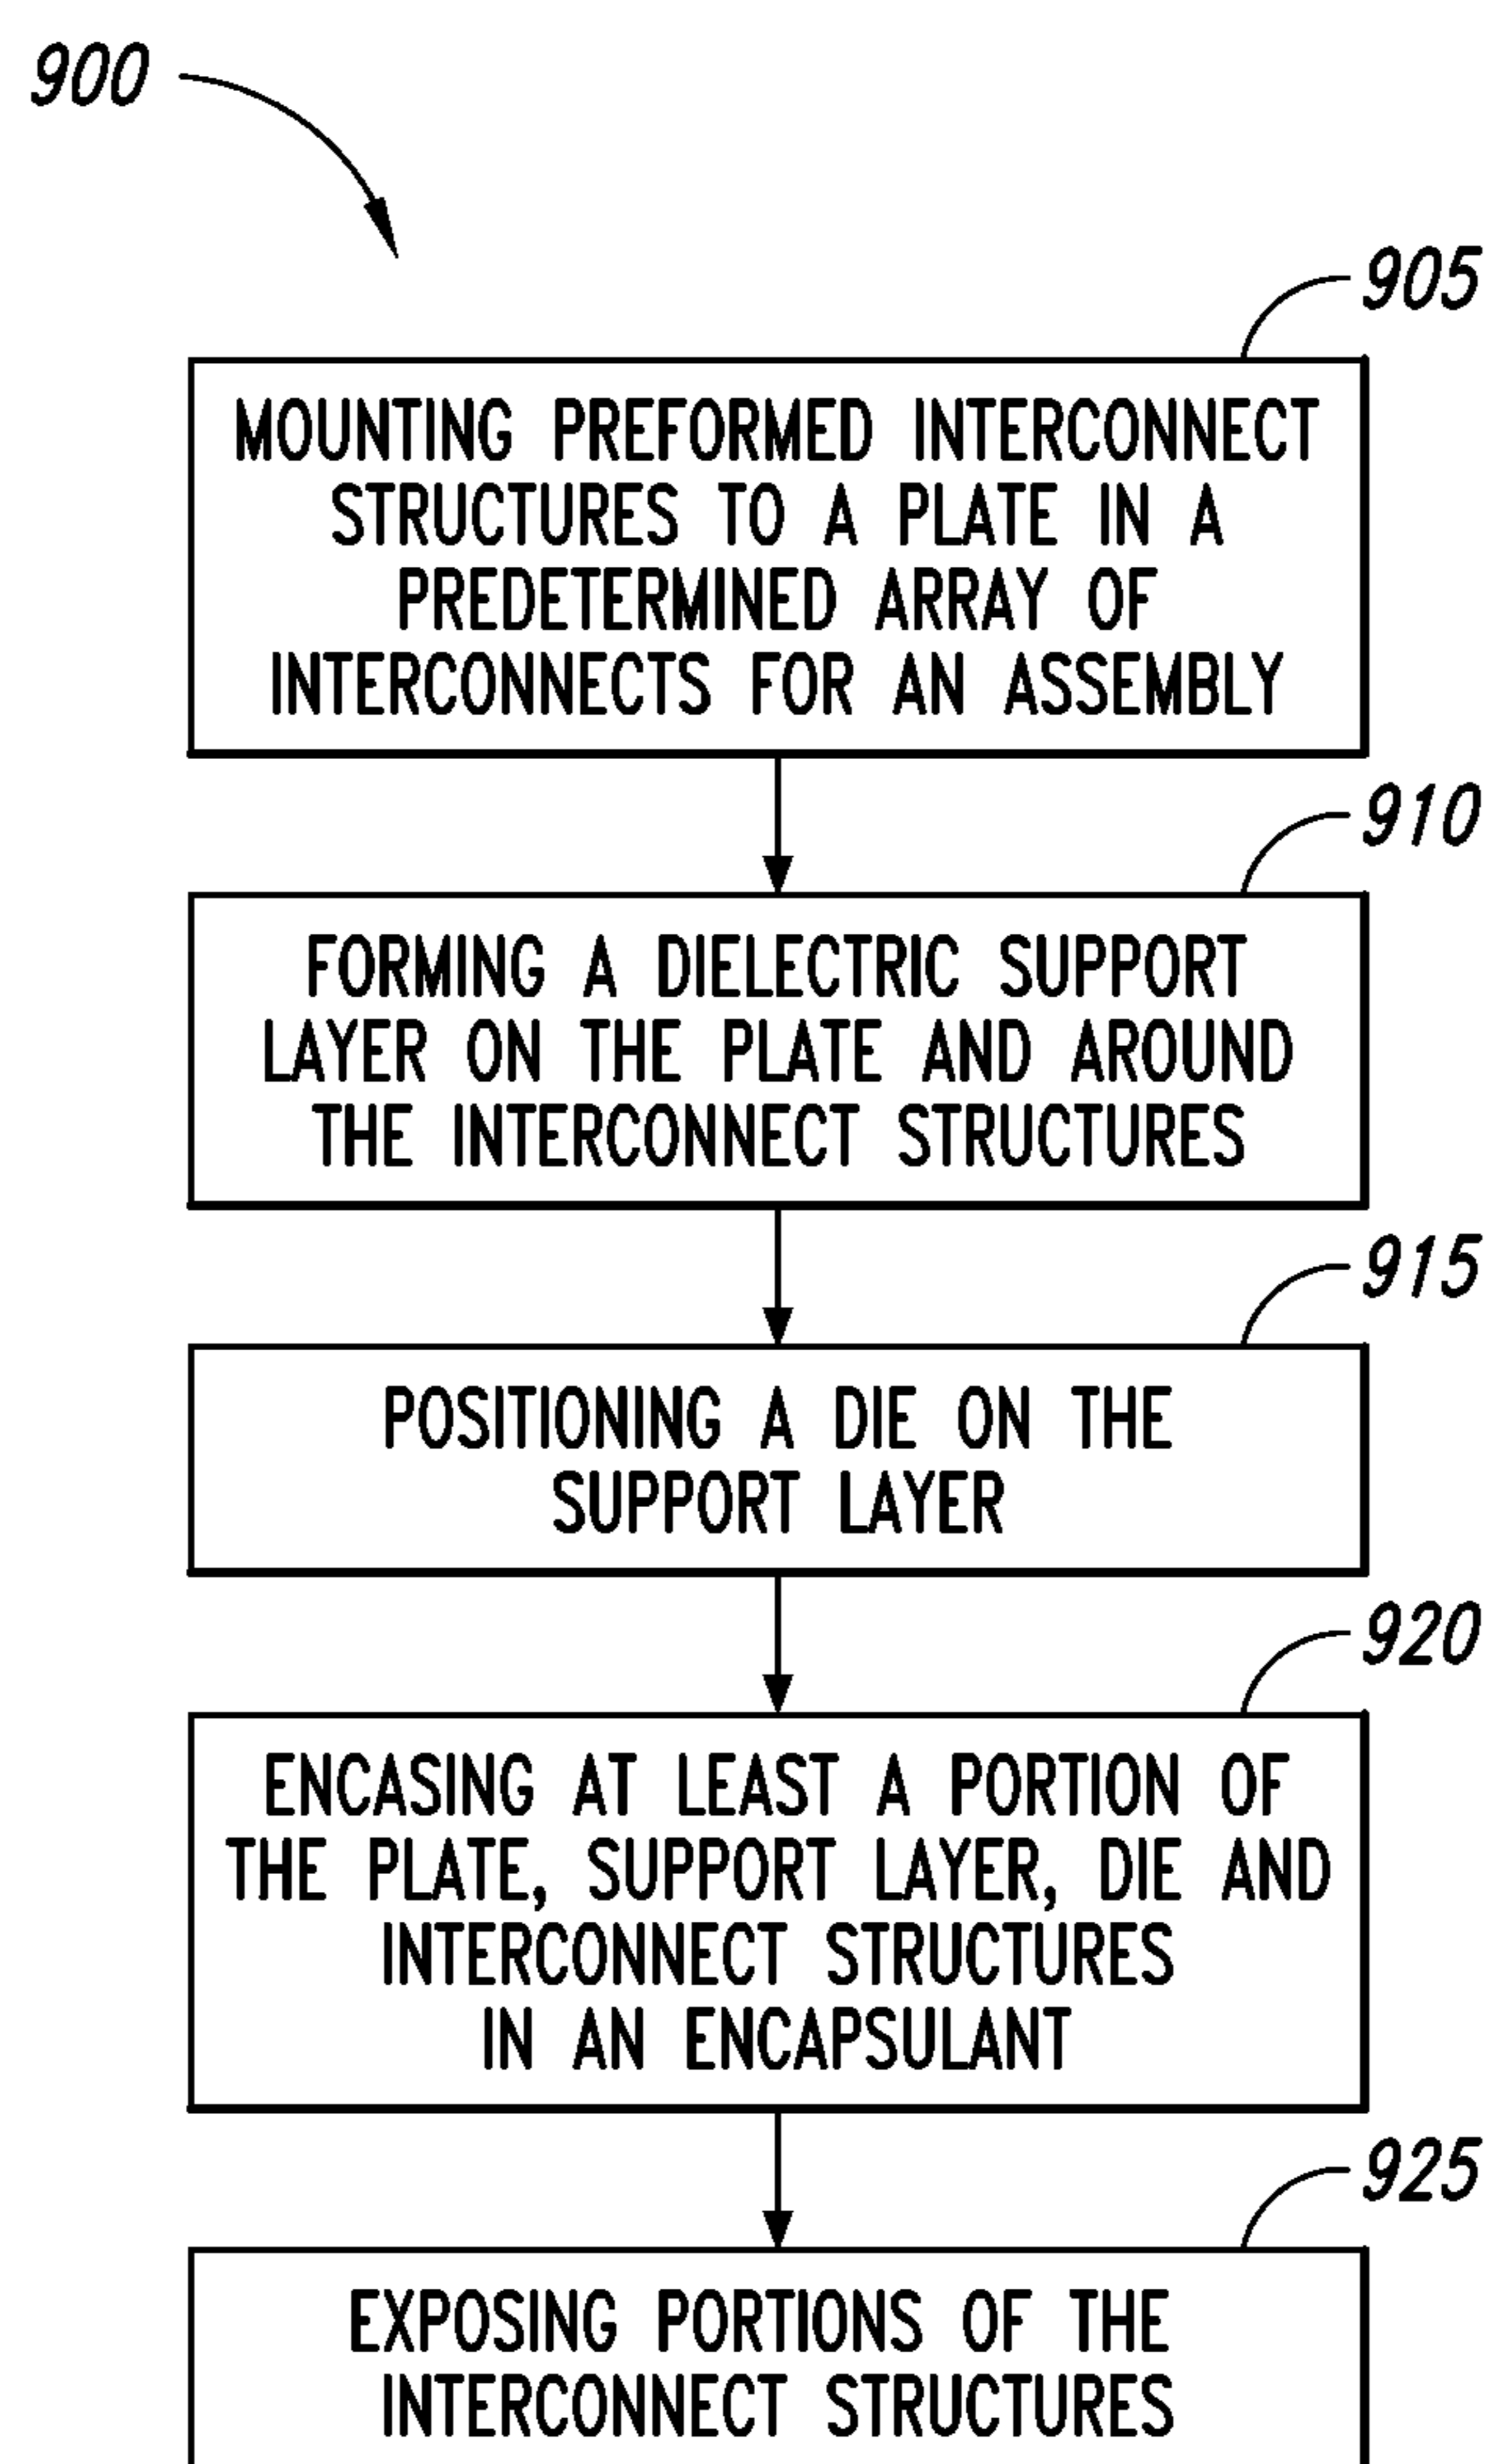 900
905
MOUNTING PREFORMED INTERCONNECT
STRUCTURES TO A PLATE IN A
PREDETERMINED ARRAY OF
INTERCONNECTS FOR AN ASSEMBLY
910
FORMING A DIELECTRIC SUPPORT
LAYER ON THE PLATE AND AROUND
THE INTERCONNECT STRUCTURES
915
POSITIONING A DIE ON THE
SUPPORT LAYER
920
ENCASING AT LEAST A PORTION OF
THE PLATE, SUPPORT LAYER, DIE AND
INTERCONNECT STRUCTURES
IN AN ENCAPSULANT
925
EXPOSING PORTIONS OF THE
INTERCONNECT STRUCTURES